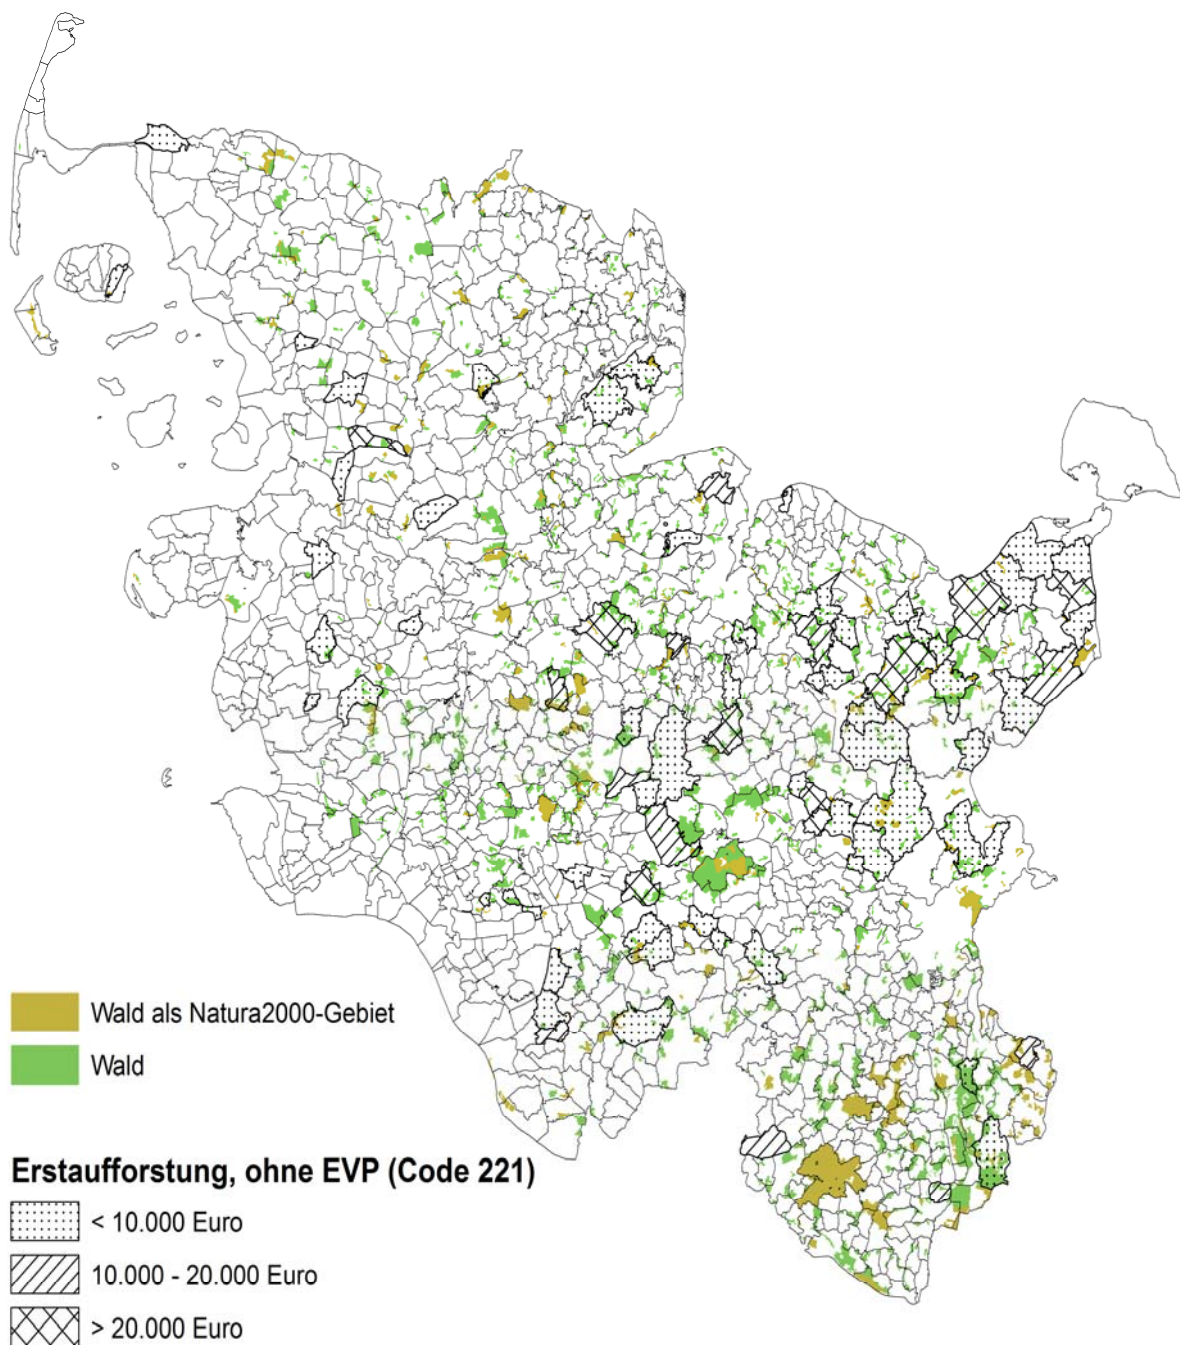 Wald als Natura2000-Gebiet
Wald
Erstaufforstung, ohne EVP (Code 221)
< 10.000 Euro
10.000 - 20.000 Euro
> 20.000 Euro